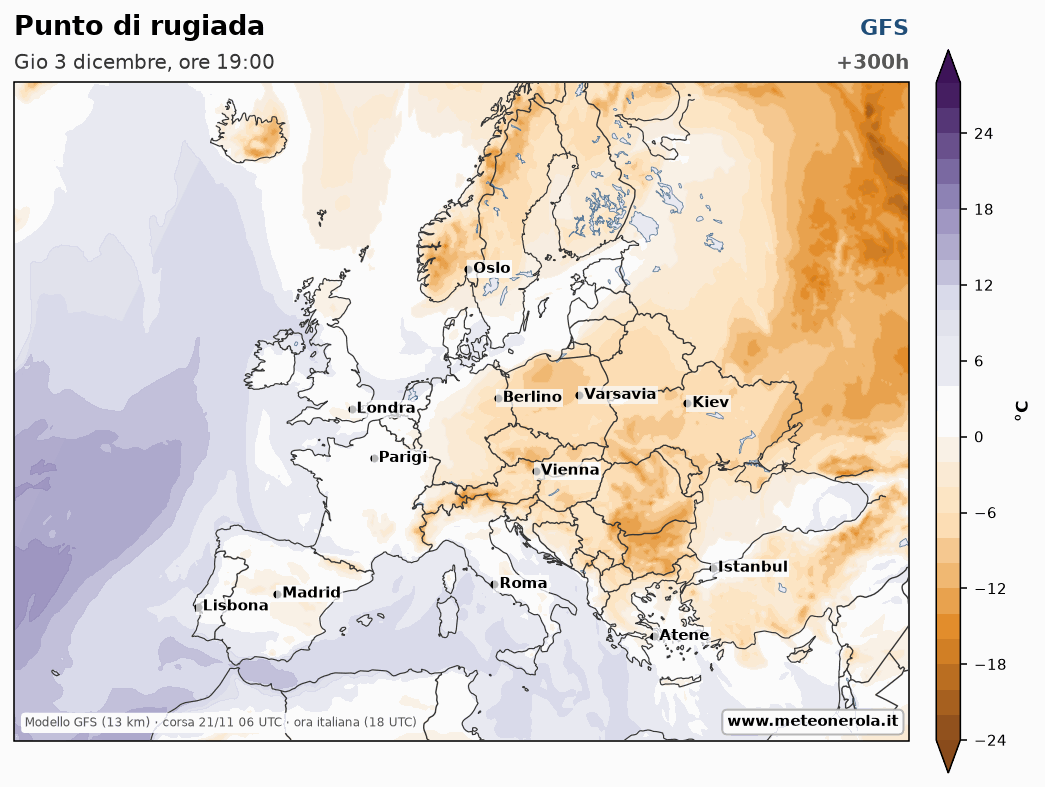 Punto di rugiada
GFS
Gio 3 dicembre, ore 19:00
+300h
24
18
12
6
0
−6
−12
−18
−24
°C
Oslo
Berlino
Varsavia
Kiev
Londra
Parigi
Vienna
Istanbul
Roma
Madrid
Lisbona
Atene
Modello GFS (13 km) · corsa 21/11 06 UTC · ora italiana (18 UTC)
www.meteonerola.it